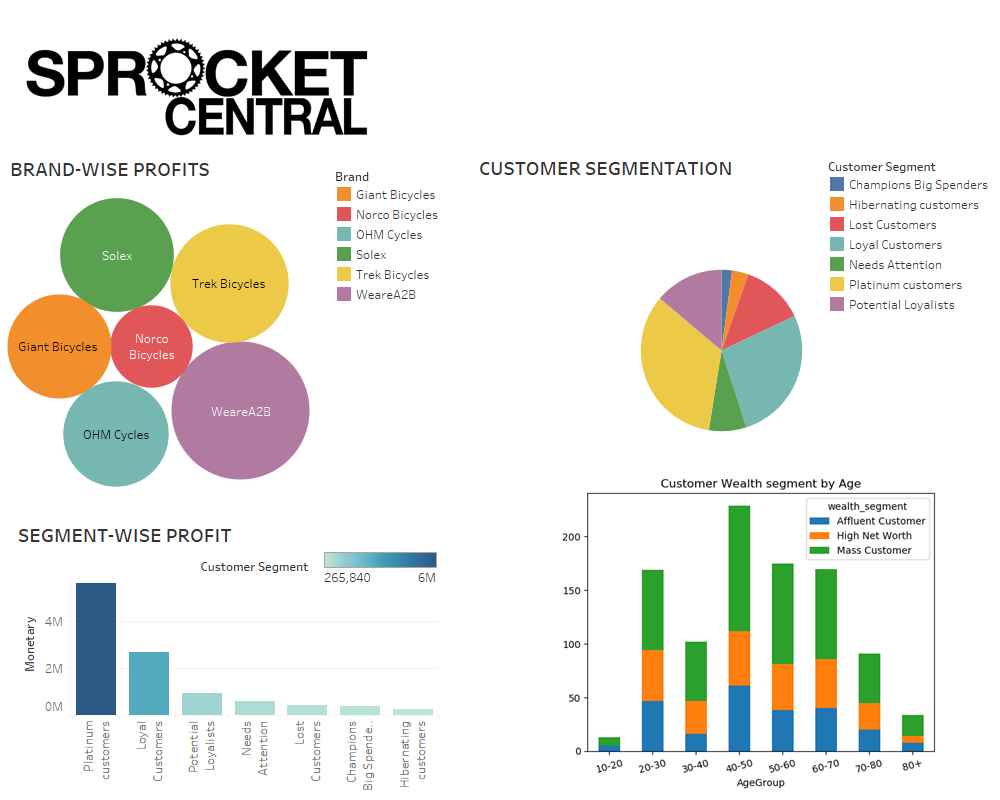 SPROCKET
CENTRAL
BRAND-WISE PROFITS
Brand
Giant Bicycles
Norco Bicycles
OHM Cycles
Solex
Trek Bicycles
WeareA2B
Solex
Trek Bicycles
Giant Bicycles
Norco
Bicycles
WeareA2B
OHM Cycles
CUSTOMER SEGMENTATION
Customer Segment
Champions Big Spenders
Hibernating customers
Lost Customers
Loyal Customers
Needs Attention
Platinum customers
Potential Loyalists
SEGMENT-WISE PROFIT
Customer Segment
265,840
6M
Monetary
4M
2M
0M
Platinum
customers
Loyal
Customers
Potential
Loyalists
Needs
Attention
Lost
Customers
Champions
Big Spende..
Hibernating
customers
Customer Wealth segment by Age
wealth_segment
Affluent Customer
High Net Worth
Mass Customer
200
150
100
50
0
10-20
20-30
30-40
40-50
50-60
60-70
70-80
80+
AgeGroup